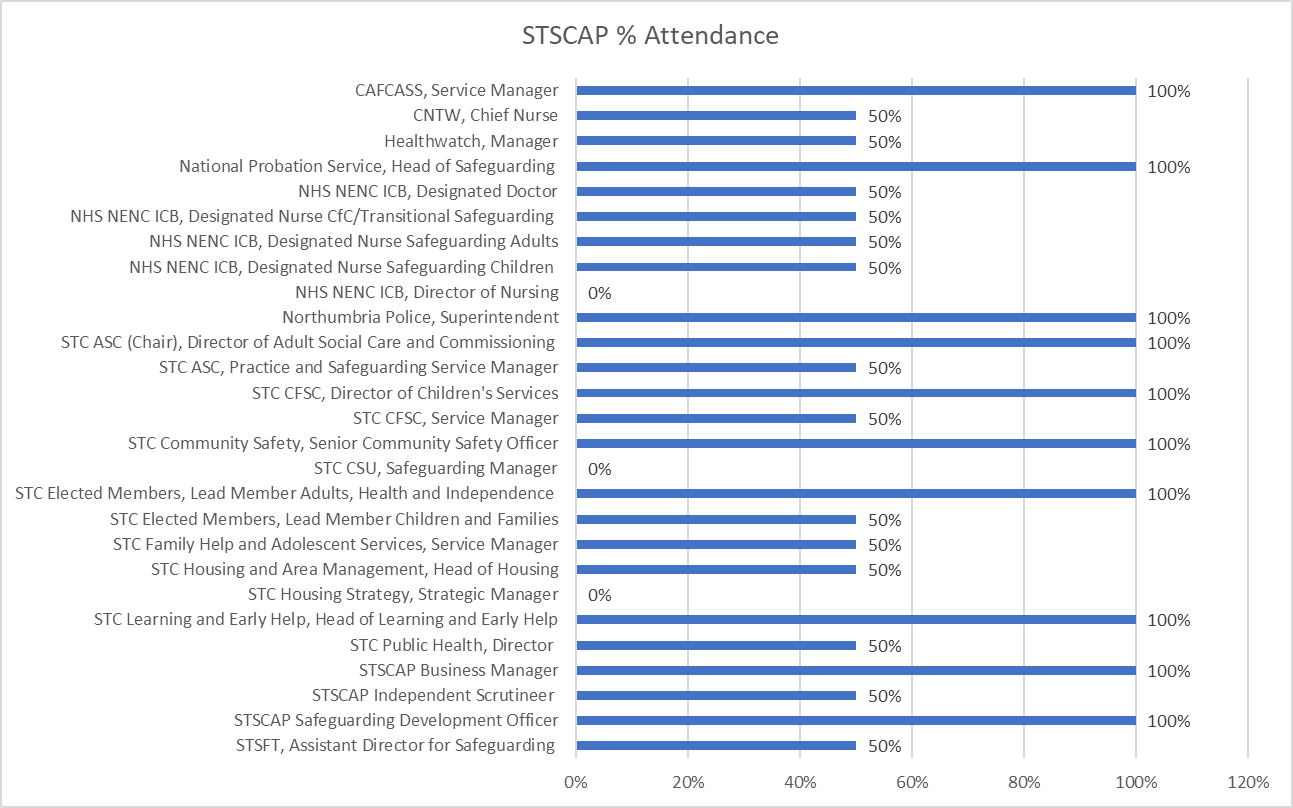 STSCAP % Attendance
CAFCASS, Service Manager 100%
CNTW, Chief Nurse 50%
Healthwatch, Manager 50%
National Probation Service, Head of Safeguarding 100%
NHS NENC ICB, Designated Doctor 50%
NHS NENC ICB, Designated Nurse CfC/Transitional Safeguarding 50%
NHS NENC ICB, Designated Nurse Safeguarding Adults 50%
NHS NENC ICB, Designated Nurse Safeguarding Children 50%
NHS NENC ICB, Director of Nursing 0%
Northumbria Police, Superintendent 100%
STC ASC (Chair), Director of Adult Social Care and Commissioning 100%
STC ASC, Practice and Safeguarding Service Manager 50%
STC CFSC, Director of Children's Services 100%
STC CFSC, Service Manager 50%
STC Community Safety, Senior Community Safety Officer 100%
STC CSU, Safeguarding Manager 0%
STC Elected Members, Lead Member Adults, Health and Independence 100%
STC Elected Members, Lead Member Children and Families 50%
STC Family Help and Adolescent Services, Service Manager 50%
STC Housing and Area Management, Head of Housing 50%
STC Housing Strategy, Strategic Manager 0%
STC Learning and Early Help, Head of Learning and Early Help 100%
STC Public Health, Director 50%
STSCAP Business Manager 100%
STSCAP Independent Scrutineer 50%
STSCAP Safeguarding Development Officer 100%
STSFT, Assistant Director for Safeguarding 50%
0% 20% 40% 60% 80% 100% 120%